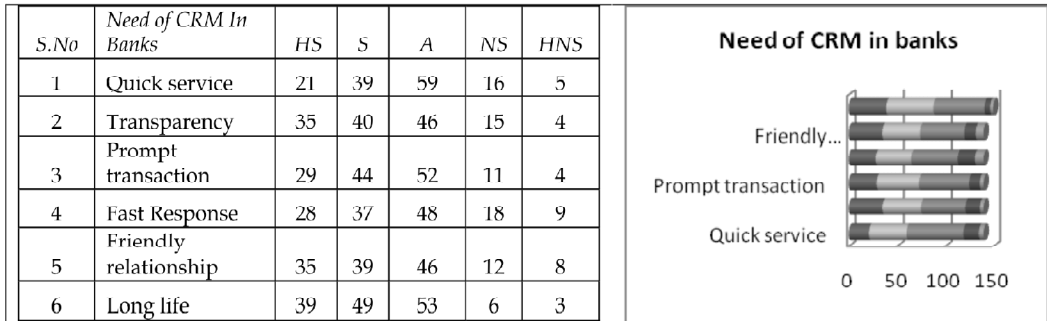 S.No Need of CRM In Banks HS S A NS HNS
1 Quick service 21 39 59 16 5
2 Transparency 35 40 46 15 4
3 Prompt transaction 29 44 52 11 4
4 Fast Response 28 37 48 18 9
5 Friendly relationship 35 39 46 12 8
6 Long life 39 49 53 6 3
Need of CRM in banks
Friendly...
Prompt transaction
Quick service
0 50 100 150